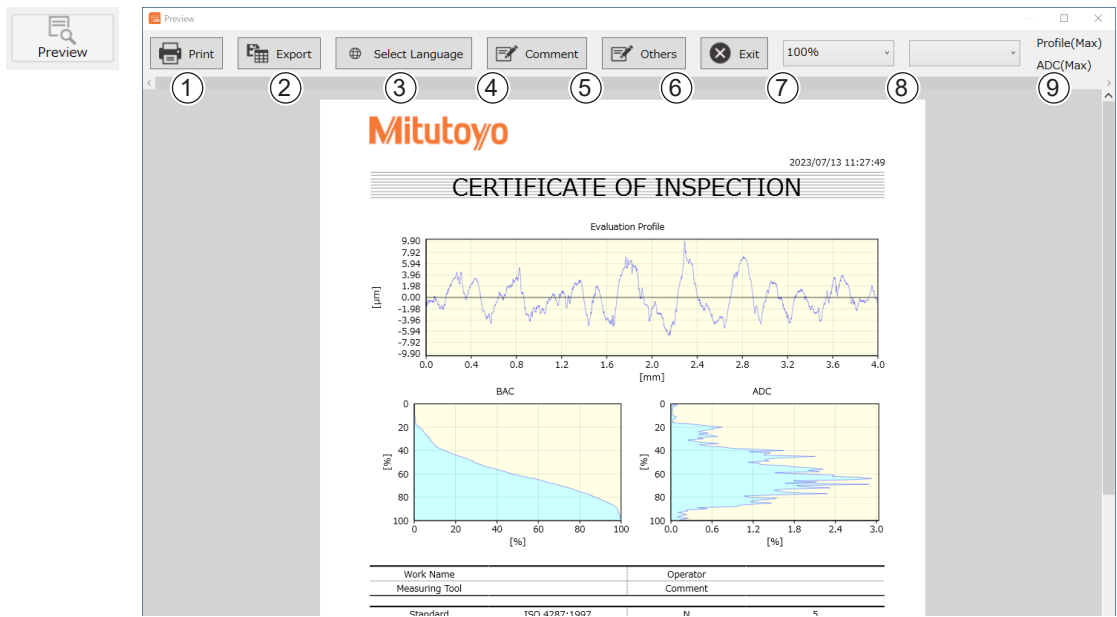 Preview
Preview
Print Export Select Language Comment Others Exit 100% Profile(Max)
ADC(Max)
1 2 3 4 5 6 7 8 9
Mitutoyo
2023/07/13 11:27:49
CERTIFICATE OF INSPECTION
Evaluation Profile
9.90
7.92
5.94
3.96
1.98
0.00
-1.98
-3.96
-5.94
-7.92
-9.90
[µm]
0.0 0.4 0.8 1.2 1.6 2.0 2.4 2.8 3.2 3.6 4.0
[mm]
BAC
0
20
40
60
80
100
[%]
0 20 40 60 80 100
[%]
ADC
0
20
40
60
80
100
[%]
0.0 0.6 1.2 1.8 2.4 3.0
[%]
Work Name Operator
Measuring Tool Comment
Standard ISO 4287:1997 N 5